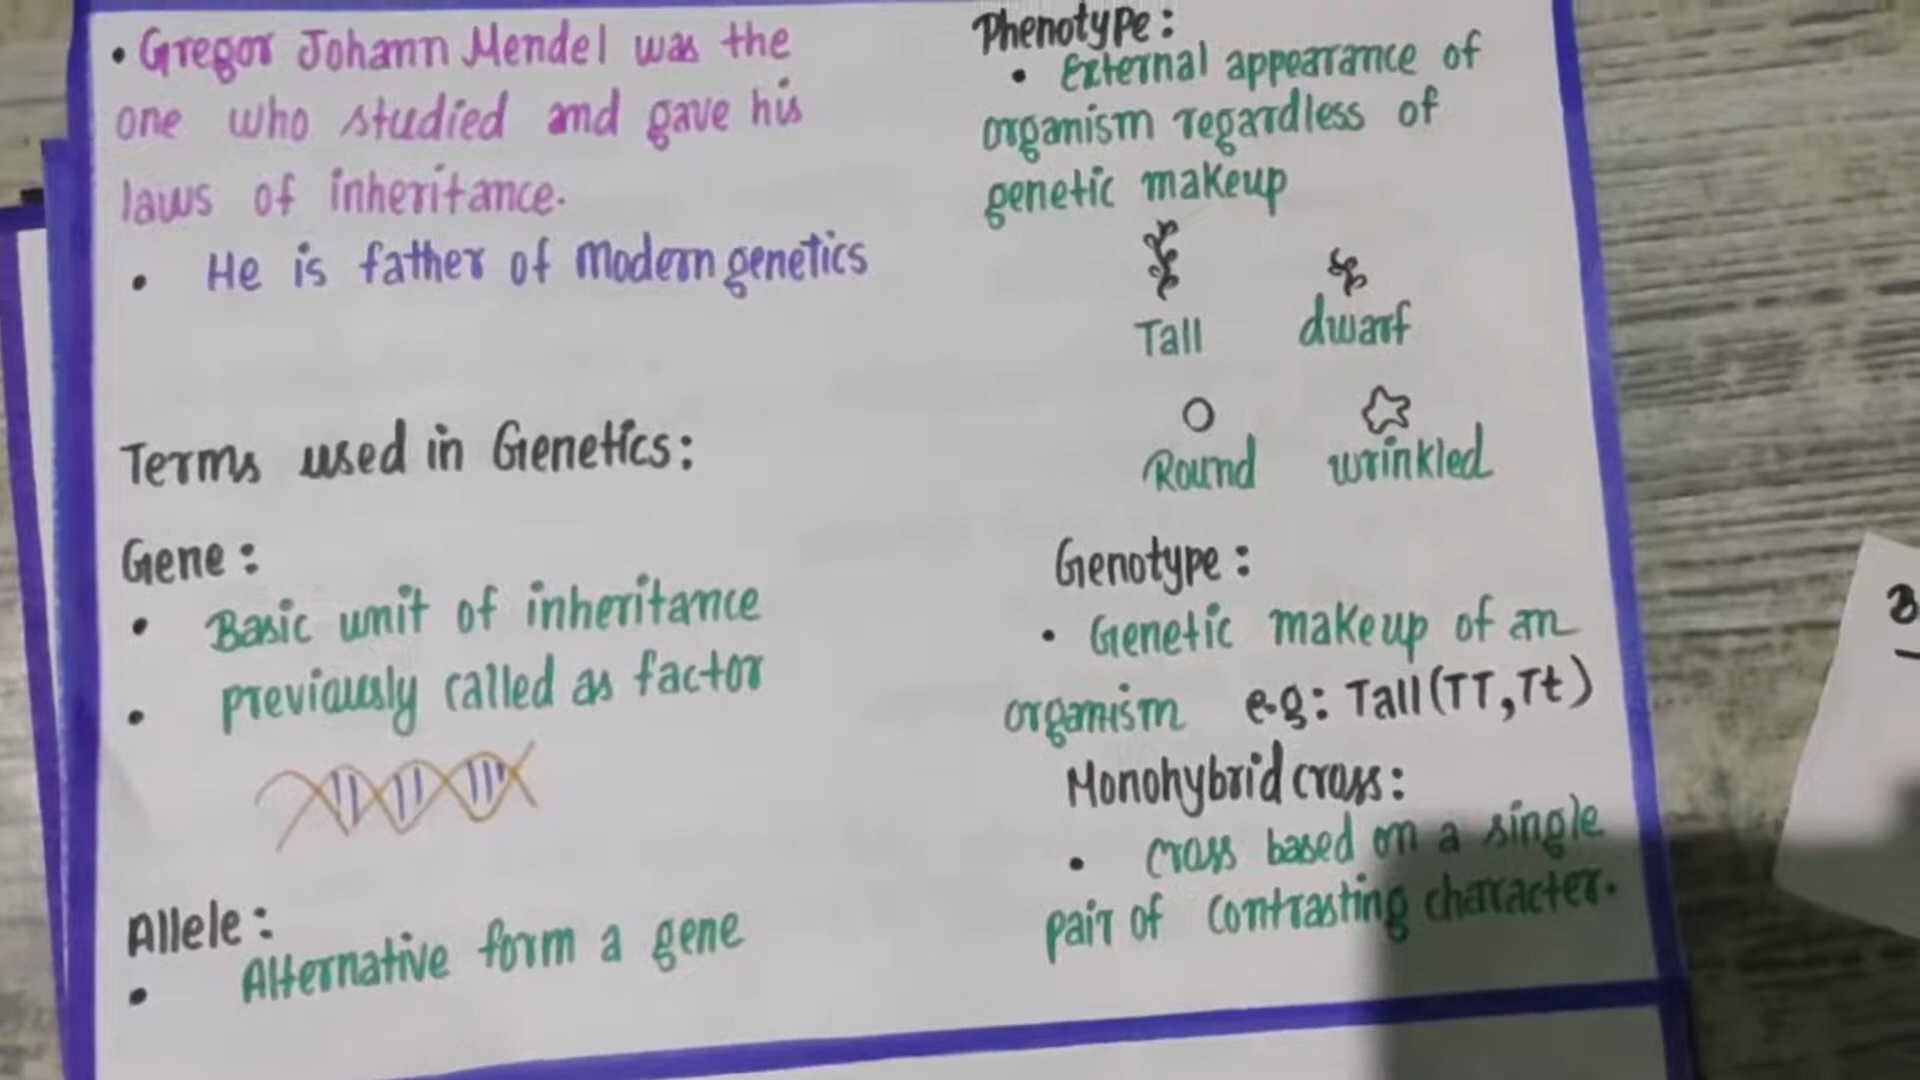 • Gregor Johann Mendel was the
one who studied and gave his
laws of inheritance.
• He is father of Modern genetics
Terms used in Genetics:
Gene:
• Basic unit of inheritance
• previously called as factor
Allele:
• Alternative form a gene
Phenotype:
• External appearance of
organism regardless of
genetic makeup
Tall dwarf
Round wrinkled
Genotype:
• Genetic makeup of an
organism e.g: Tall (TT, Tt)
Monohybrid cross:
• cross based on a single
pair of contrasting character.